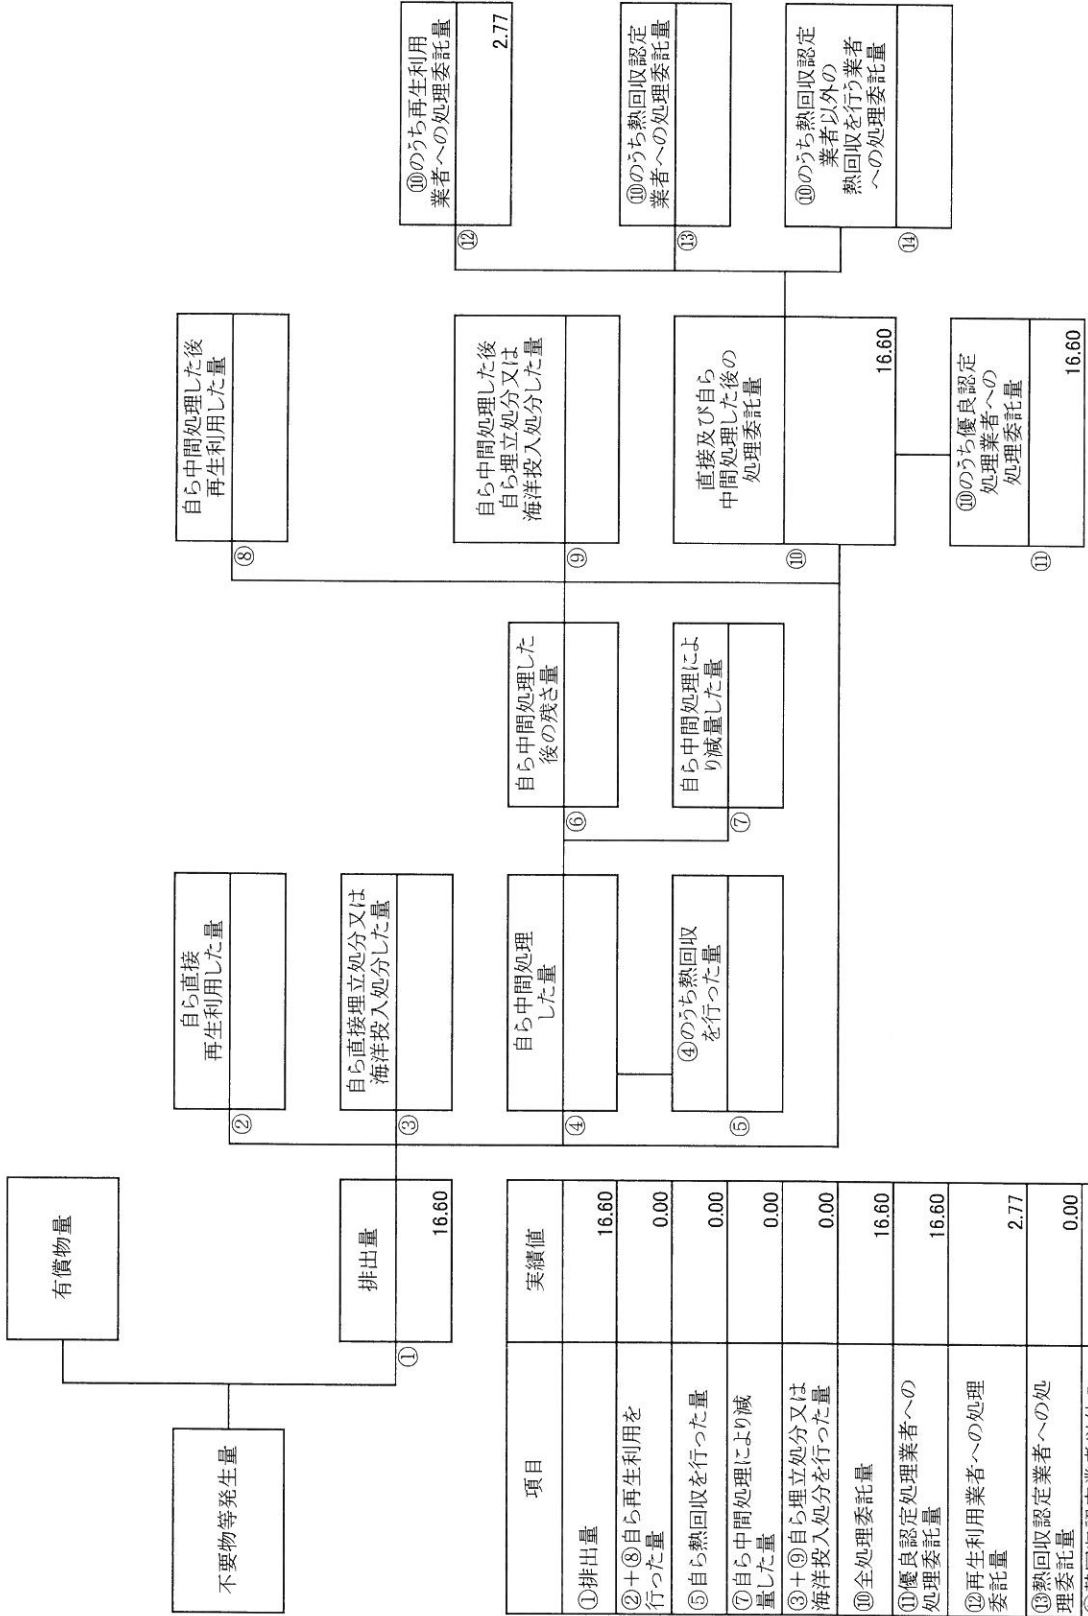 不要物等発生量
有償物量
①
排出量
16.60
②
自ら直接
再生利用した量
③
自ら直接埋立処分又は
海洋投入処分した量
④
自ら中間処理
した量
⑤
④のうち熱回収
を行った量
⑥
自ら中間処理した
後の残さ量
⑦
自ら中間処理によ
り減量した量
⑧
自ら中間処理した後
再生利用した量
⑨
自ら中間処理した後
自ら埋立処分又は
海洋投入処分した量
⑩
直接及び自ら
中間処理した後の
処理委託量
16.60
⑪
⑩のうち優良認定
処理業者への
処理委託量
16.60
⑫
⑩のうち再生利用
業者への処理委託量
2.77
⑬
⑩のうち熱回収認定
業者への処理委託量
⑭
⑩のうち熱回収認定
業者以外の
熱回収を行う業者
への処理委託量
項目 実績値
①排出量 16.60
②+⑧自ら再生利用を
行った量 0.00
⑤自ら熱回収を行った量 0.00
⑦自ら中間処理により減
量した量 0.00
③+⑨自ら埋立処分又は
海洋投入処分を行った量 0.00
⑩全処理委託量 16.60
⑪優良認定処理業者への
処理委託量 16.60
⑫再生利用業者への処理
委託量 2.77
⑬熱回収認定業者への処
理委託量 0.00